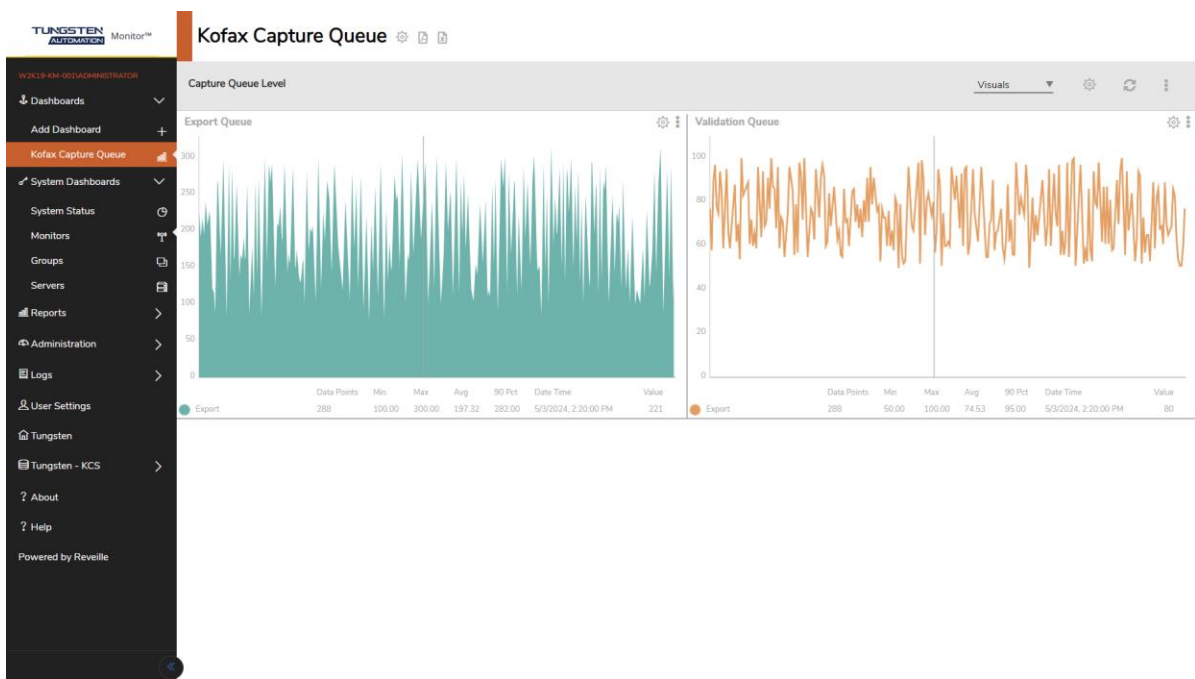 TUNGSTEN
AUTOMATION
Monitor™
Kofax Capture Queue
W2K19-KM-001\ADMINISTRATOR
Dashboards
Add Dashboard
Kofax Capture Queue
System Dashboards
System Status
Monitors
Groups
Servers
Reports
Administration
Logs
User Settings
Tungsten
Tungsten - KCS
? About
? Help
Powered by Reveille
Capture Queue Level
Visuals
Export Queue
300
250
200
150
100
50
0
Data Points Min Max Avg 90 Pct Date Time Value
Export 288 100.00 300.00 197.32 282.00 5/3/2024, 2:20:00 PM 221
Validation Queue
100
80
60
40
20
0
Data Points Min Max Avg 90 Pct Date Time Value
Export 288 50.00 100.00 74.53 95.00 5/3/2024, 2:20:00 PM 80